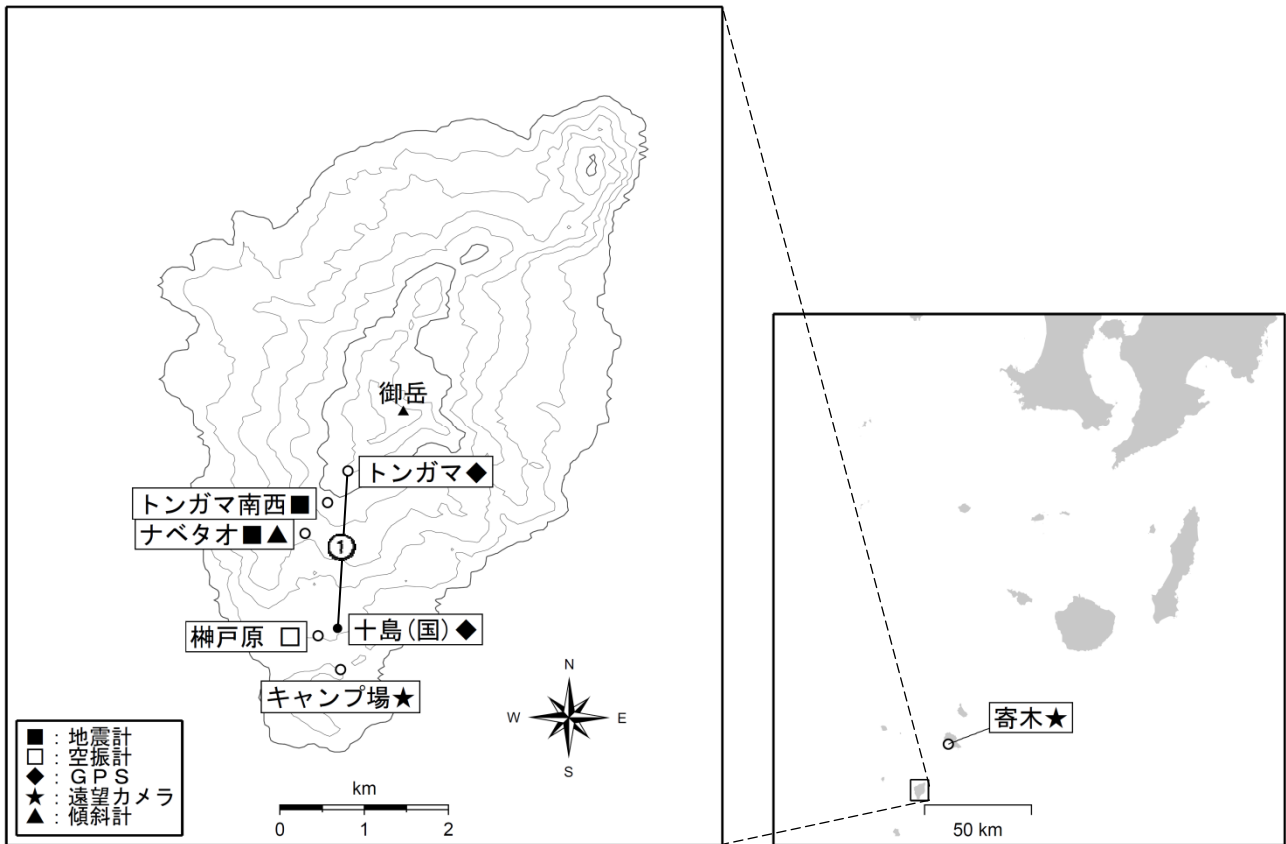 御岳
トンガマ◆
トンガマ南西■
ナベタオ■▲
①
榊戸原 □
十島(国)◆
キャンプ場★
N
W E
S
■：地震計
□：空振計
◆：GPS
★：遠望カメラ
▲：傾斜計
km
0 1 2
寄木★
50 km